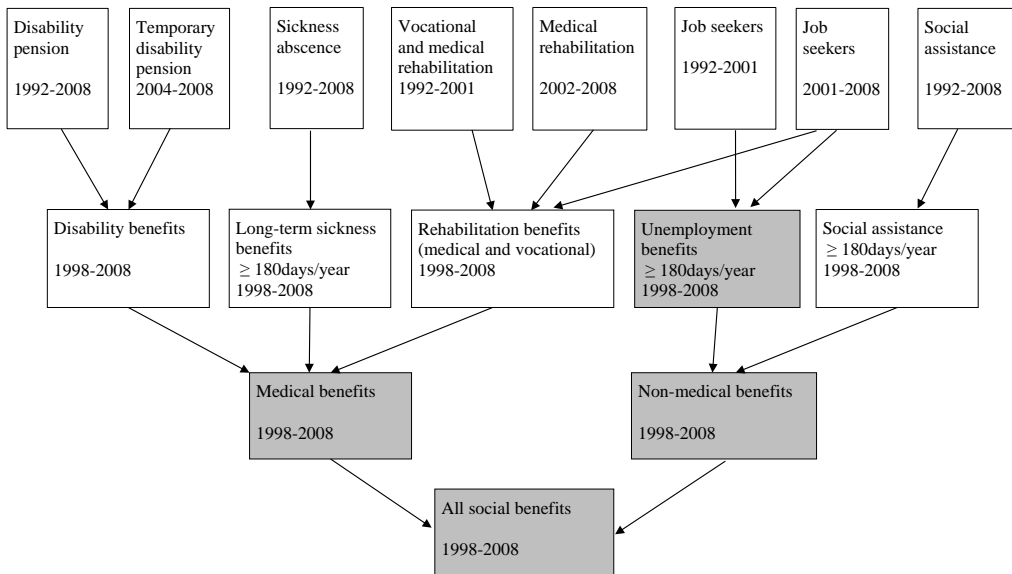 Disability
pension
1992-2008
Temporary
disability
pension
2004-2008
Sickness
abscence
1992-2008
Vocational
and medical
rehabilitation
1992-2001
Medical
rehabilitation
2002-2008
Job seekers
1992-2001
Job
seekers
2001-2008
Social
assistance
1992-2008
Disability benefits
1998-2008
Long-term sickness
benefits
≥ 180days/year
1998-2008
Rehabilitation benefits
(medical and vocational)
1998-2008
Unemployment
benefits
≥ 180days/year
1998-2008
Social assistance
≥ 180days/year
1998-2008
Medical benefits
1998-2008
Non-medical benefits
1998-2008
All social benefits
1998-2008